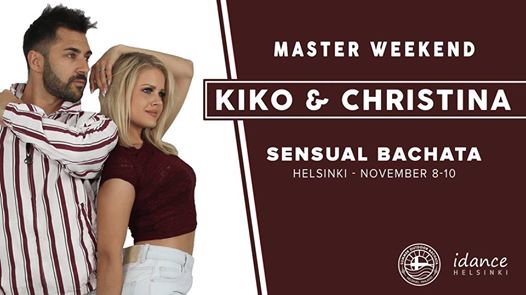 MASTER WEEKEND
KIKO & CHRISTINA
SENSUAL BACHATA
HELSINKI - NOVEMBER 8-10
idance
HELSINKI